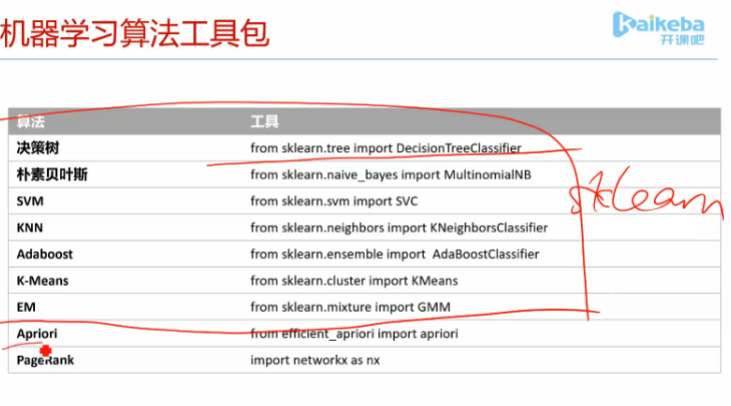 机器学习算法工具包
Kaikeba
开课吧
算法 工具
决策树 from sklearn.tree import DecisionTreeClassifier
朴素贝叶斯 from sklearn.naive_bayes import MultinomialNB
SVM from sklearn.svm import SVC
KNN from sklearn.neighbors import KNeighborsClassifier
Adaboost from sklearn.ensemble import AdaBoostClassifier
K-Means from sklearn.cluster import KMeans
EM from sklearn.mixture import GMM
Apriori from efficient_apriori import apriori
PageRank import networkx as nx
sklearn